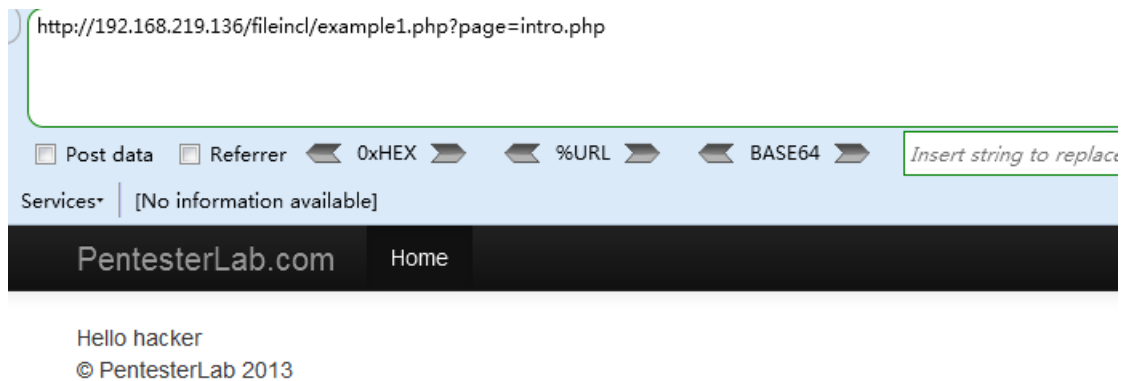 http://192.168.219.136/fileincl/example1.php?page=intro.php
Post data Referrer 0xHEX %URL BASE64 Insert string to replace
Services [No information available]
PentesterLab.com Home
Hello hacker
© PentesterLab 2013